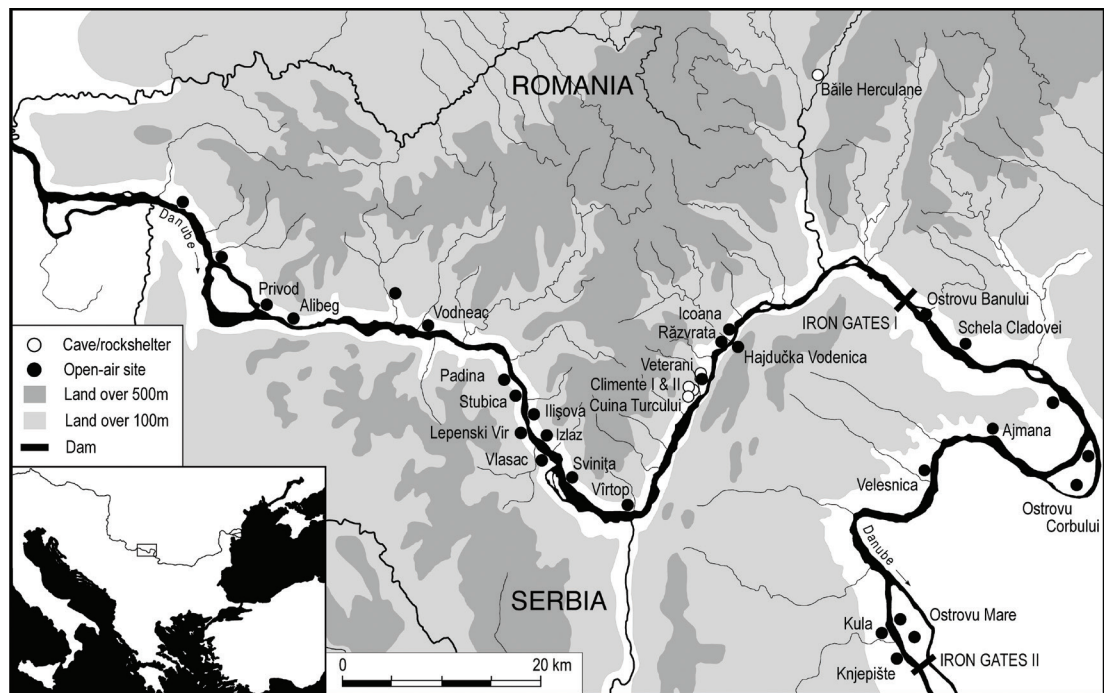 ROMANIA
Băile Herculane
Danube
Privod
Alibeg
Vodneac
Icoana
Răzvrata
Hajdučka Vodenica
IRON GATES I
Ostrovu Banului
Schela Cladovei
Cave/rockshelter
Open-air site
Land over 500m
Land over 100m
Dam
Padina
Stubica
Lepenski Vir
Vlasac
Ilişová
Izlaz
Sviniţa
Vîrtop
Veterani
Climente I & II
Cuina Turcului
Ajmana
Velesnica
Ostrovu
Corbului
Danube
SERBIA
Kula
Ostrovu Mare
Knjepište
IRON GATES II
0
20 km